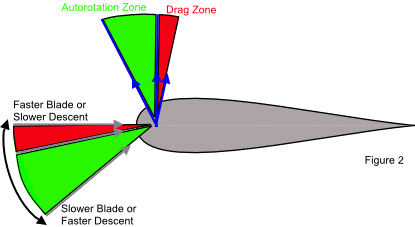 Autorotation Zone
Drag Zone
Faster Blade or
Slower Descent
Figure 2
Slower Blade or
Faster Descent